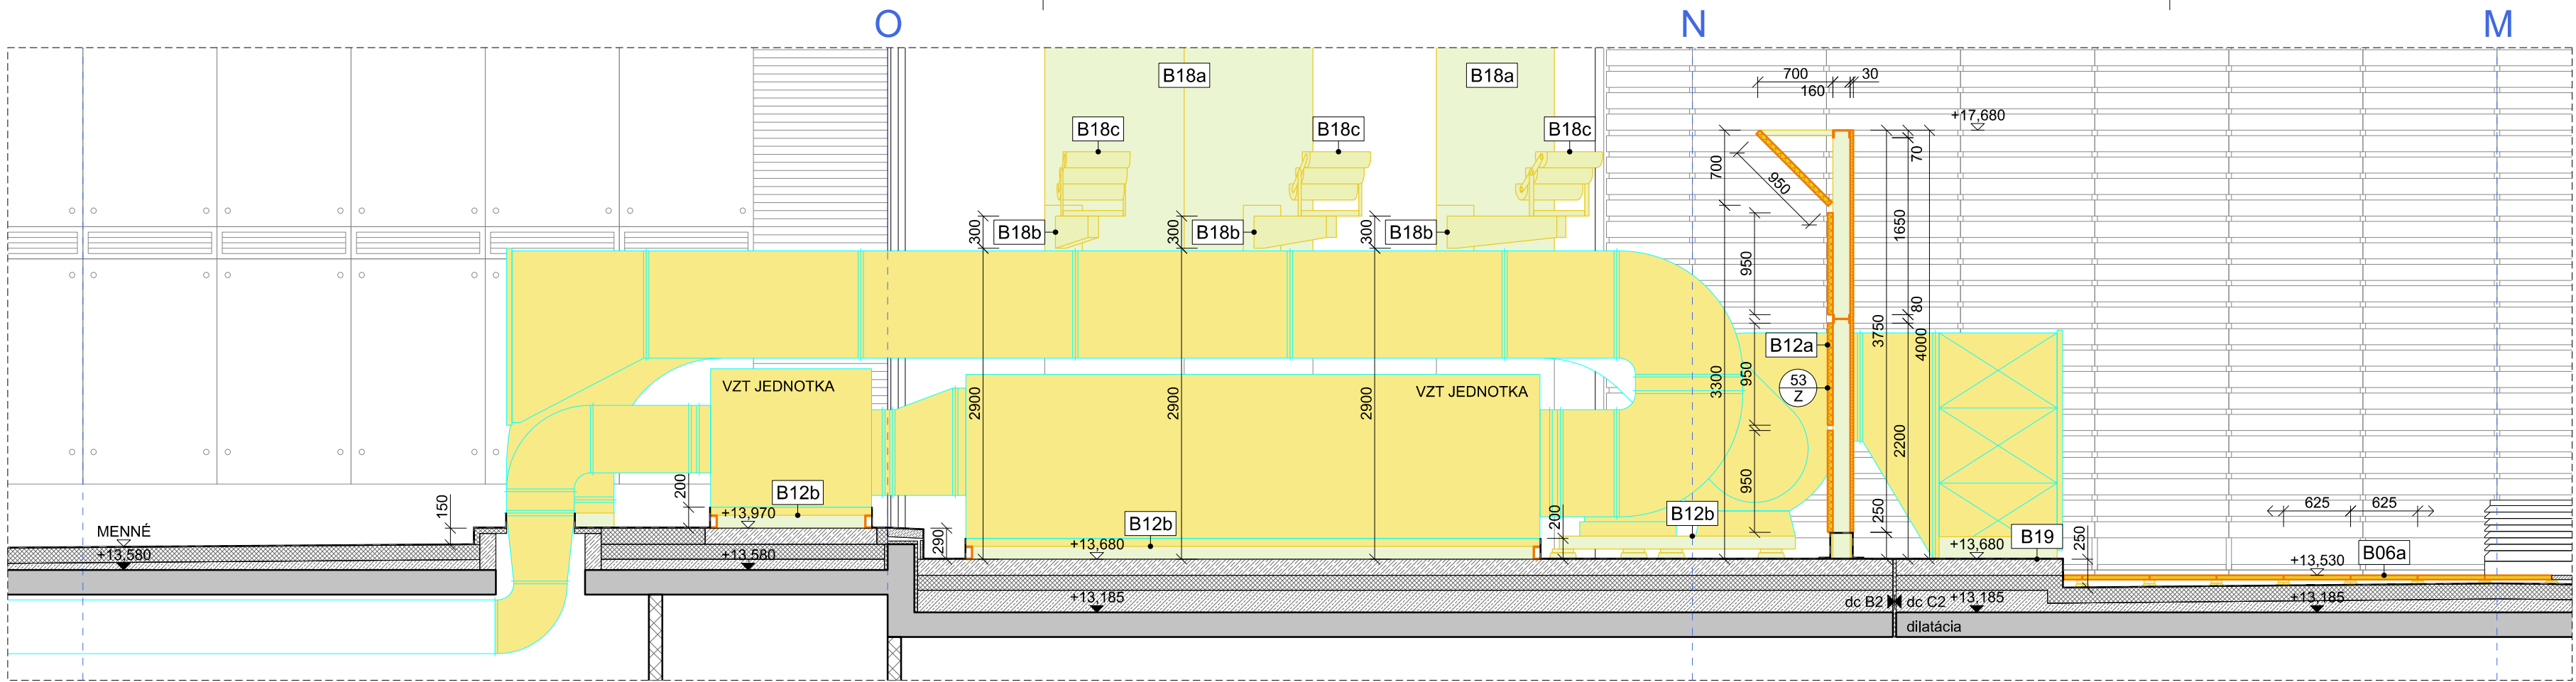 O
N
M
B18a
B18a
700
30
160
+17,680
B18c
B18c
B18c
70
700
950
1650
300
B18b
300
B18b
300
B18b
950
80
3750
4000
B12a
VZT JEDNOTKA
VZT JEDNOTKA
53
Z
2900
2900
2900
3300
950
2200
950
200
B12b
150
+13,970
B12b
B12b
200
250
625
625
MENNÉ
+13,580
+13,580
290
+13,680
+13,680
B19
250
+13,530
B06a
+13,185
dc B2
dc C2
+13,185
+13,185
dilatácia